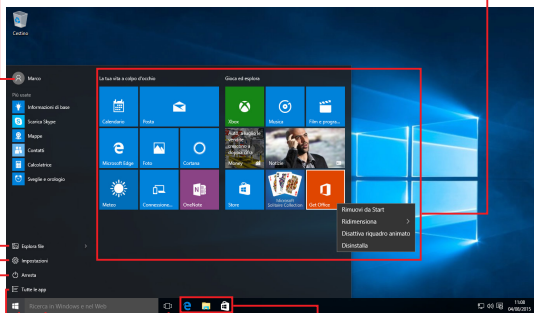 Cestino
Marco
Più usate
Informazioni di base
Scarica Skype
Mappe
Contatti
Calcolatrice
Sveglie e orologio
Esplora file
Impostazioni
Arresta
Tutte le app
La tua vita a colpo d'occhio
Calendario
Posta
Microsoft Edge
Foto
Cortana
Meteo
Connessione...
OneNote
Gioca ed esplora
Xbox
Musica
Film e progra...
Money
Notizie
Store
Microsoft
Solitaire Collection
Get Office
Rimuovi da Start
Ridimensiona
Disattiva riquadro animato
Disinstalla
Ricerca in Windows e nel Web
11:08
04/08/2015